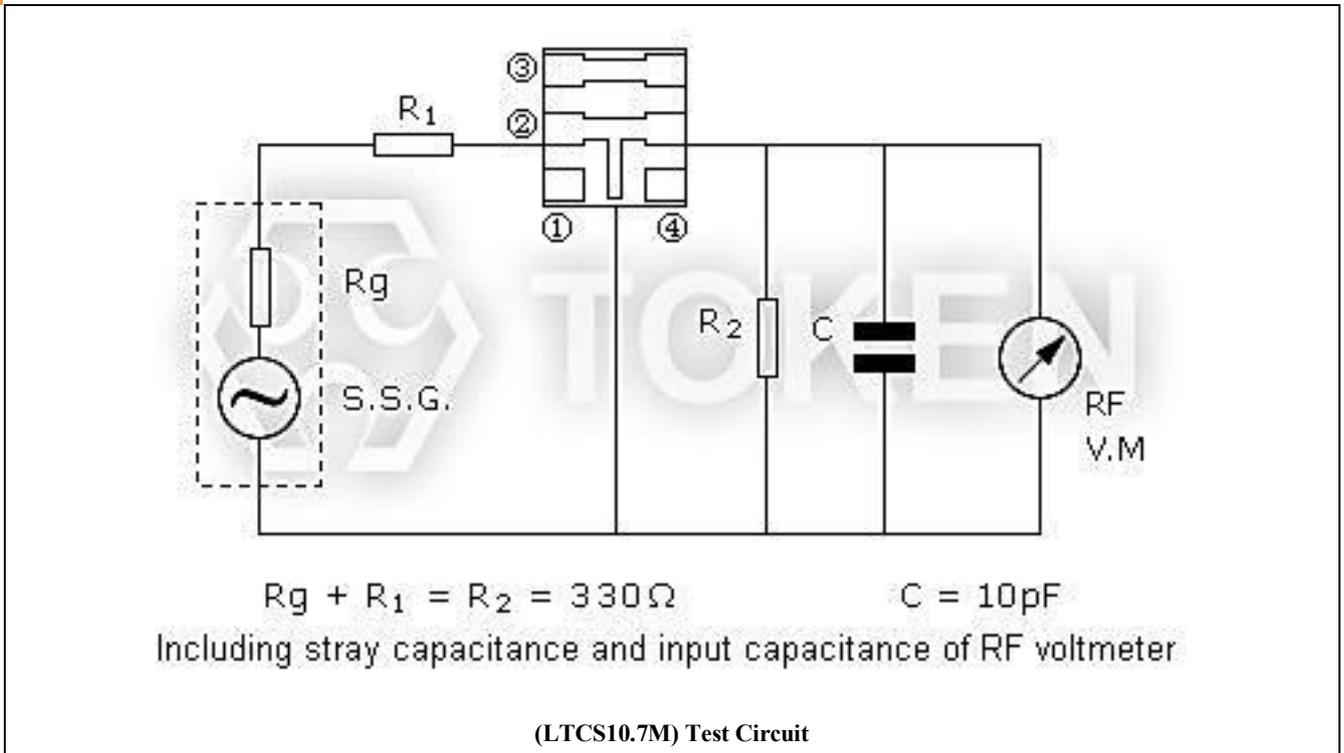 ③
②
R₁
① ④
Rg
TOKEN
R₂ C
S.S.G.
RF
V.M
Rg + R₁ = R₂ = 330Ω C = 10pF
Including stray capacitance and input capacitance of RF voltmeter
(LTCS10.7M) Test Circuit